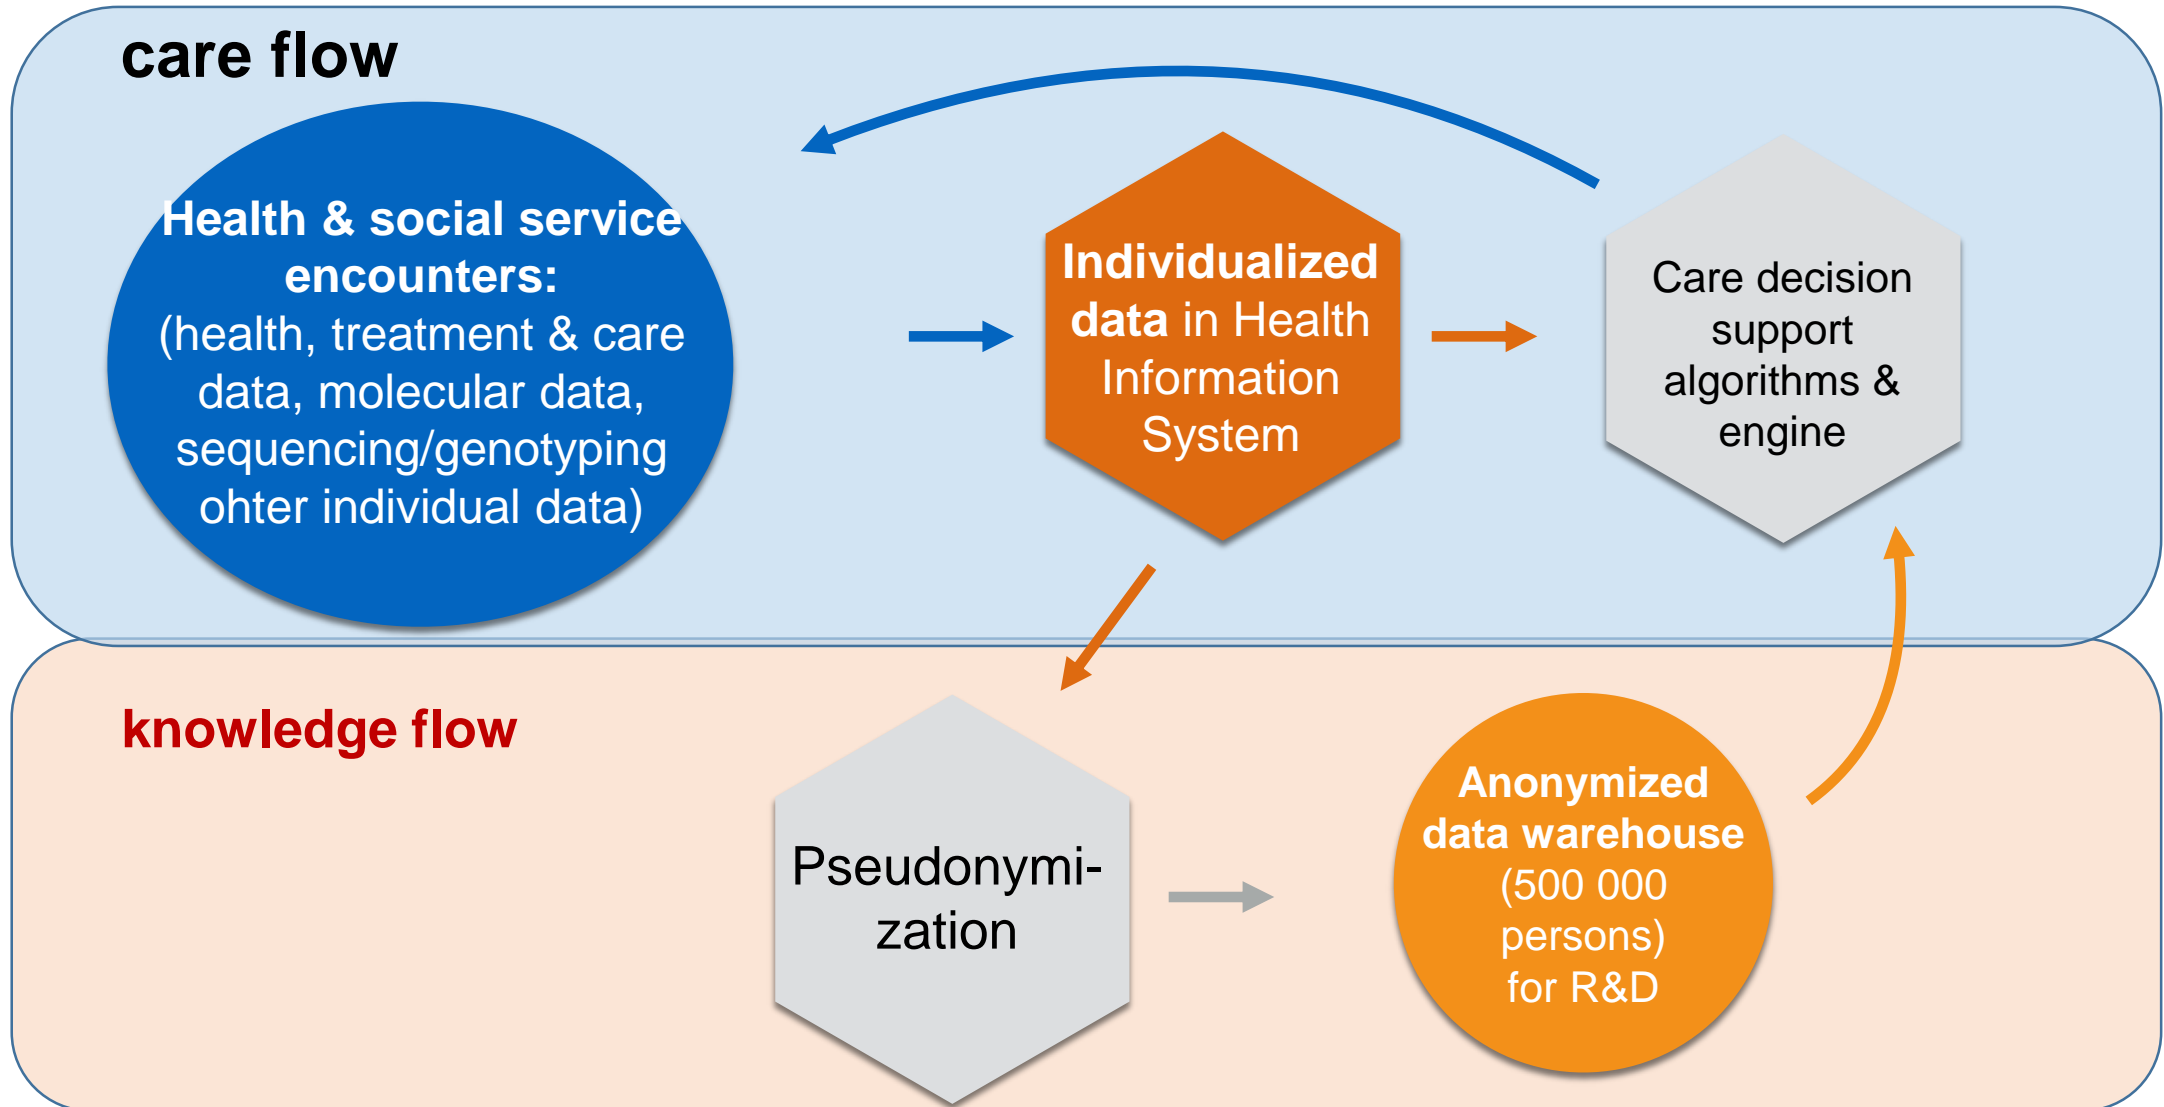 care flow
Health & social service
encounters:
(health, treatment & care
data, molecular data,
sequencing/genotyping
ohter individual data)
Individualized
data in Health
Information
System
Care decision
support
algorithms &
engine
knowledge flow
Pseudonymi-
zation
Anonymized
data warehouse
(500 000
persons)
for R&D